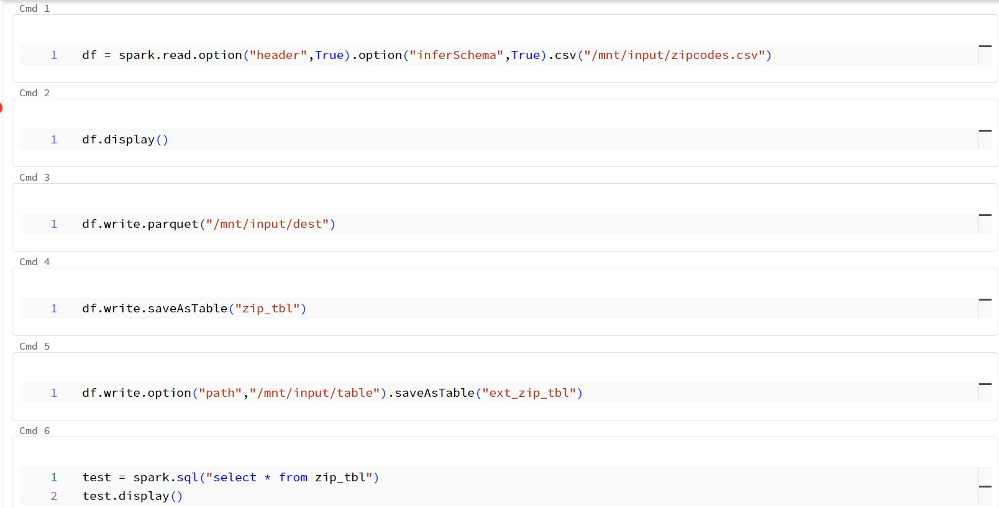 Cmd 1
1 df = spark.read.option("header",True).option("inferSchema",True).csv("/mnt/input/zipcodes.csv")
Cmd 2
1 df.display()
Cmd 3
1 df.write.parquet("/mnt/input/dest")
Cmd 4
1 df.write.saveAsTable("zip_tbl")
Cmd 5
1 df.write.option("path","/mnt/input/table").saveAsTable("ext_zip_tbl")
Cmd 6
1 test = spark.sql("select * from zip_tbl")
2 test.display()